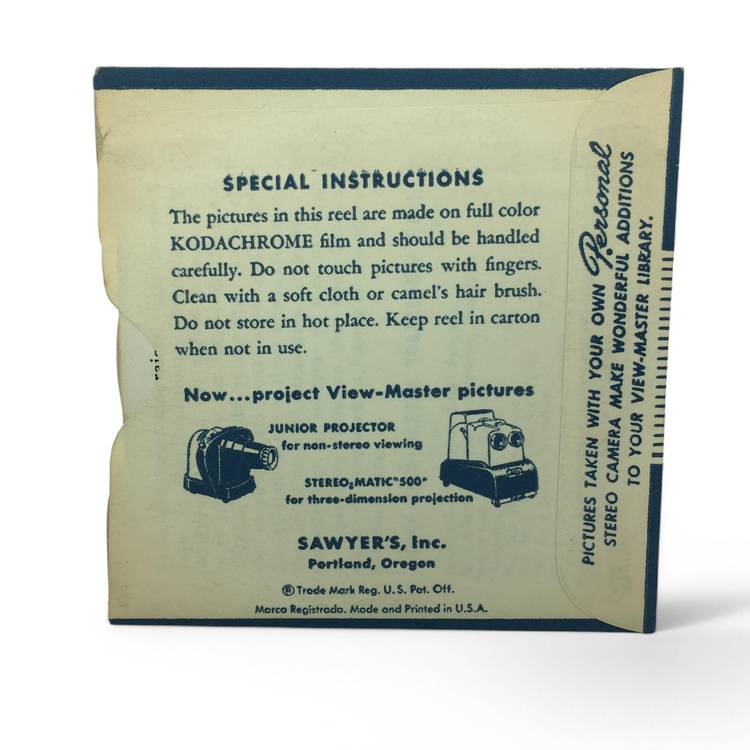 SPECIAL INSTRUCTIONS
The pictures in this reel are made on full color
KODACHROME film and should be handled
carefully. Do not touch pictures with fingers.
Clean with a soft cloth or camel's hair brush.
Do not store in hot place. Keep reel in carton
when not in use.
Now...project View-Master pictures
JUNIOR PROJECTOR
for non-stereo viewing
STEREO-MATIC "500"
for three-dimension projection
SAWYER'S, Inc.
Portland, Oregon
® Trade Mark Reg. U. S. Pat. Off.
Marca Registrada. Made and Printed in U.S.A.
PICTURES TAKEN WITH YOUR OWN Personal
STEREO CAMERA MAKE WONDERFUL ADDITIONS
TO YOUR VIEW-MASTER LIBRARY.